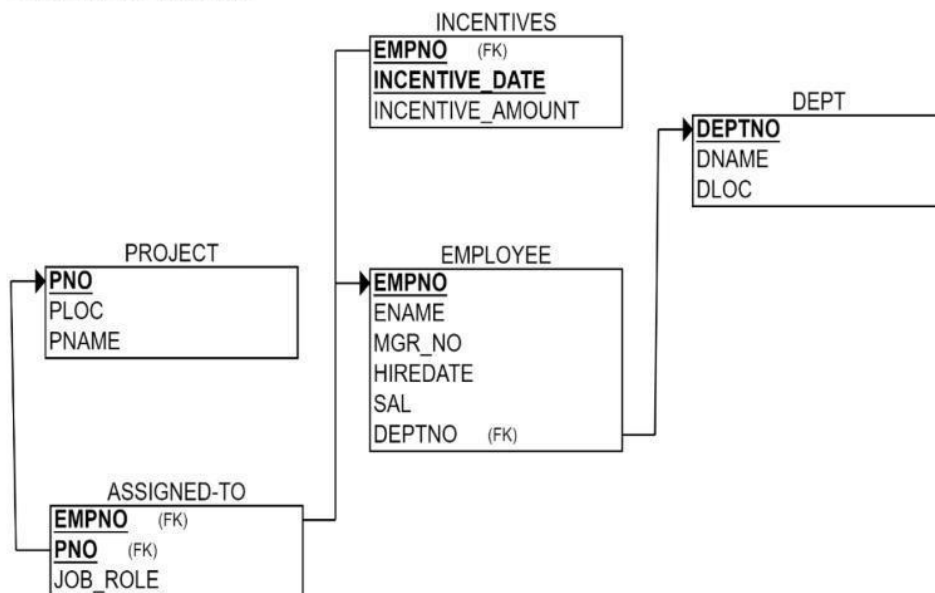 INCENTIVES
EMPNO (FK)
INCENTIVE_DATE
INCENTIVE_AMOUNT
DEPT
DEPTNO
DNAME
DLOC
PROJECT
PNO
PLOC
PNAME
EMPLOYEE
EMPNO
ENAME
MGR_NO
HIREDATE
SAL
DEPTNO (FK)
ASSIGNED-TO
EMPNO (FK)
PNO (FK)
JOB_ROLE